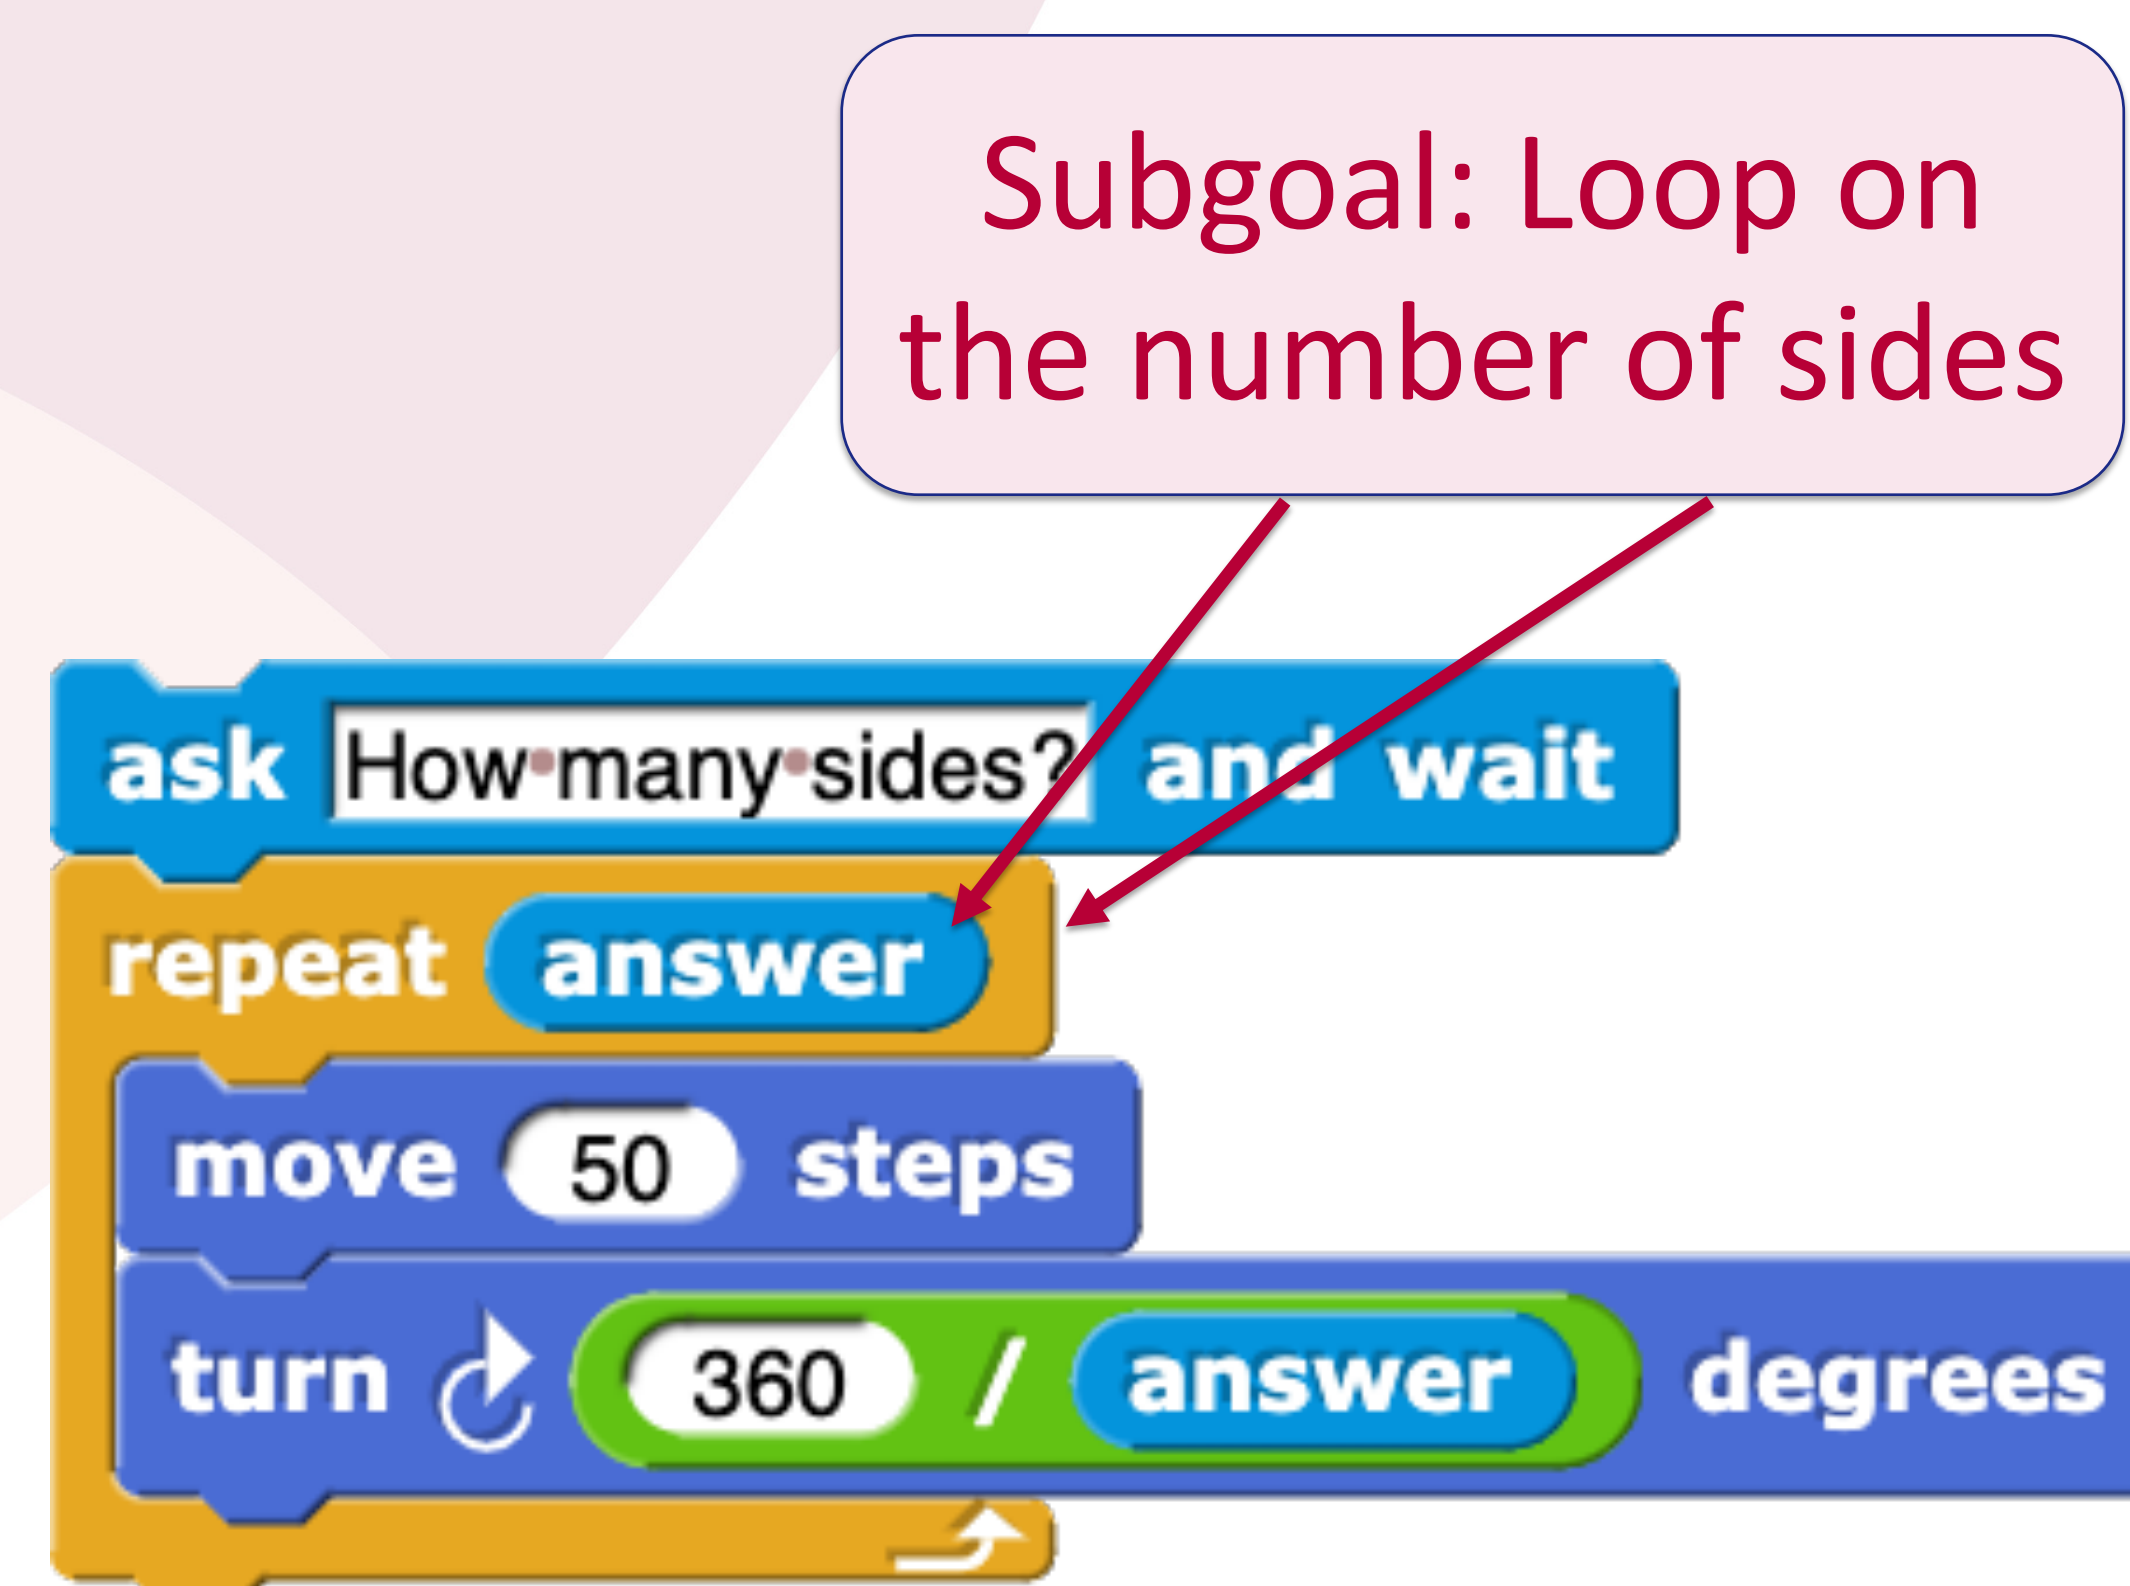 Subgoal: Loop on
the number of sides
ask How many sides? and wait
repeat answer
move 50 steps
turn 360 / answer degrees